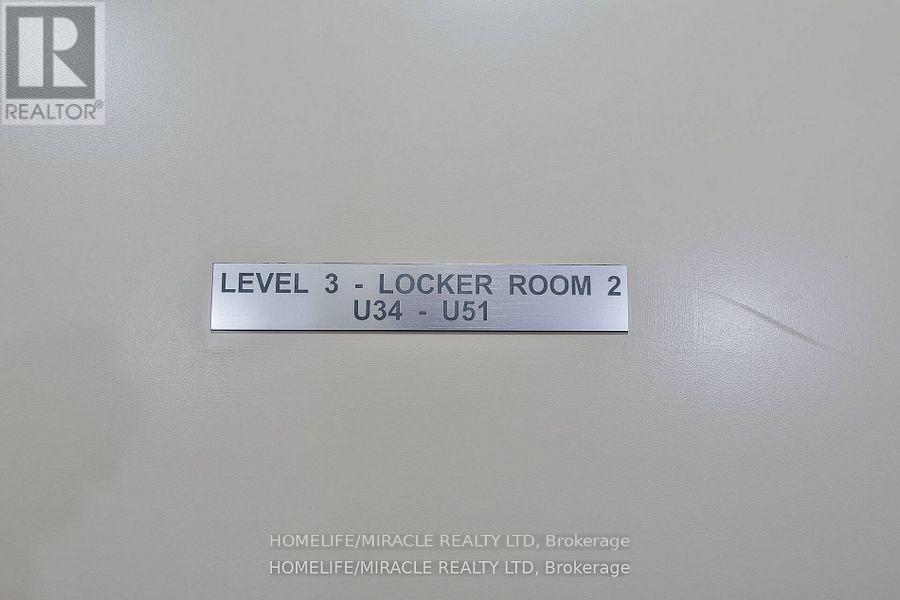 R
REALTOR®
LEVEL 3 - LOCKER ROOM 2
U34 - U51
HOMELIFE/MIRACLE REALTY LTD, Brokerage
HOMELIFE/MIRACLE REALTY LTD, Brokerage